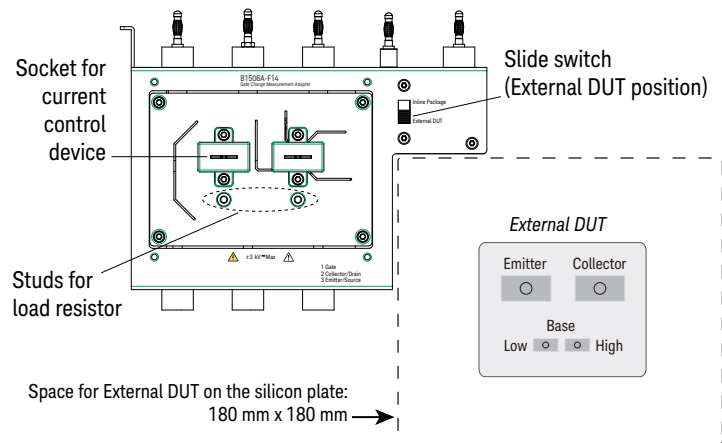 Socket for
current
control
device
B1506A-F14
Gate Charge Measurement Adapter
Inline Package
External DUT
Slide switch
(External DUT position)
±3 kV Max
1 Gate
2 Collector/Drain
3 Emitter/Source
Studs for
load resistor
External DUT
Emitter Collector
Base
Low High
Space for External DUT on the silicon plate:
180 mm x 180 mm